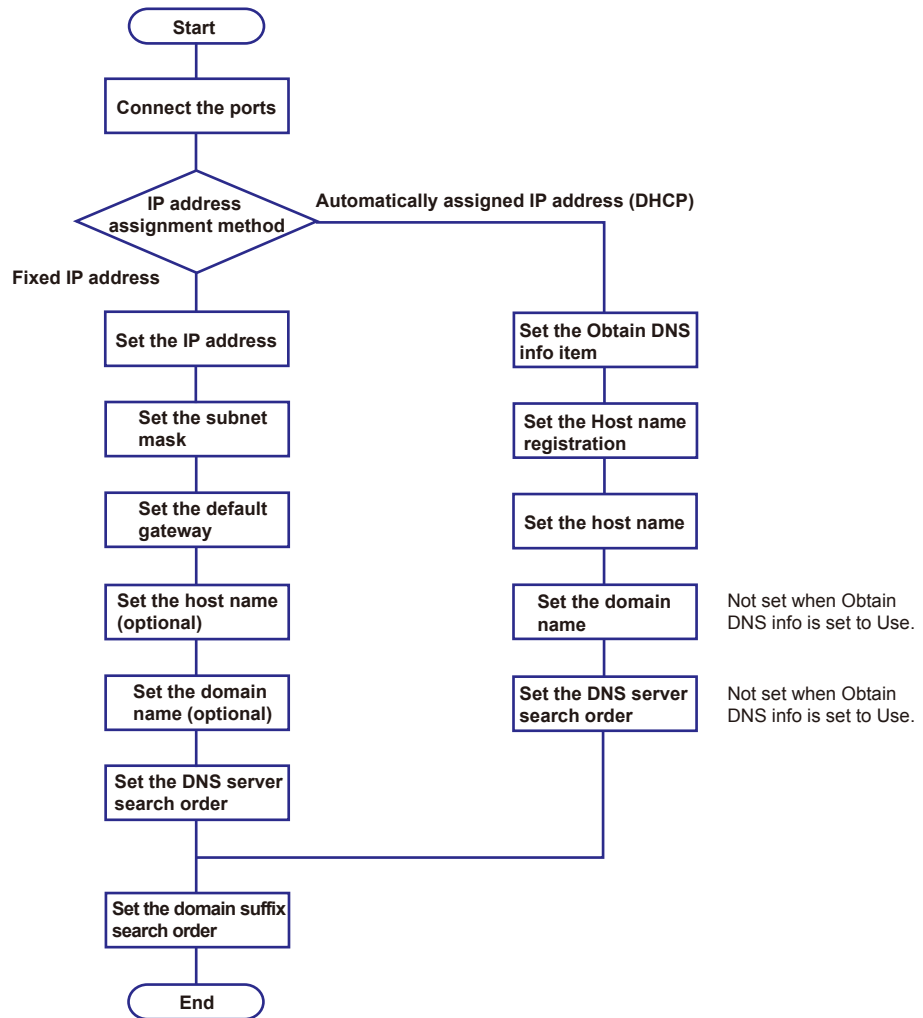 Start
Connect the ports
IP address
assignment method
Automatically assigned IP address (DHCP)
Fixed IP address
Set the IP address
Set the subnet
mask
Set the default
gateway
Set the host name
(optional)
Set the domain
name (optional)
Set the DNS server
search order
Set the Obtain DNS
info item
Set the Host name
registration
Set the host name
Set the domain
name
Not set when Obtain
DNS info is set to Use.
Set the DNS server
search order
Not set when Obtain
DNS info is set to Use.
Set the domain suffix
search order
End